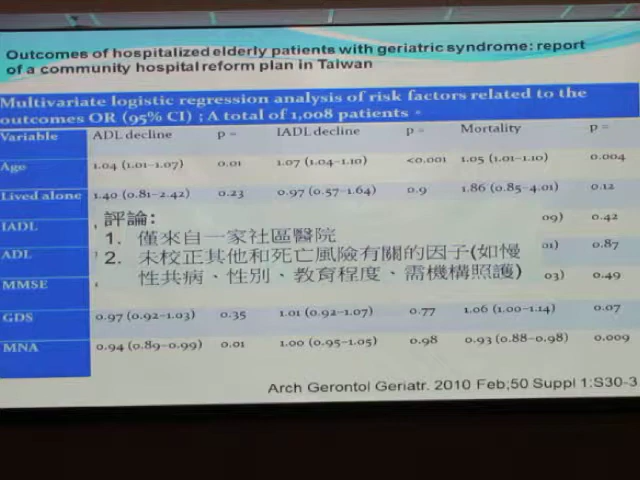 Outcomes of hospitalized elderly patients with geriatric syndrome: report
of a community hospital reform plan in Taiwan
Multivariate logistic regression analysis of risk factors related to the
outcomes OR (95% CI) ; A total of 1,008 patients 。
Variable ADL decline p = IADL decline p = Mortality p =
Age 1.04 (1.01-1.07) 0.01 1.07 (1.04-1.10) <0.001 1.05 (1.01-1.10) 0.004
Lived alone 1.40 (0.81-2.42) 0.23 0.97 (0.57-1.64) 0.9 1.86 (0.85-4.01) 0.12
IADL 09) 0.42
ADL 01) 0.87
MMSE 03) 0.49
評論:
1. 僅來自一家社區醫院
2. 未校正其他和死亡風險有關的因子(如慢
性共病、性別、教育程度、需機構照護)
GDS 0.97 (0.92-1.03) 0.35 1.01 (0.92-1.07) 0.77 1.06 (1.00-1.14) 0.07
MNA 0.94 (0.89-0.99) 0.01 1.00 (0.95-1.05) 0.98 0.93 (0.88-0.98) 0.009
Arch Gerontol Geriatr. 2010 Feb;50 Suppl 1:S30-3